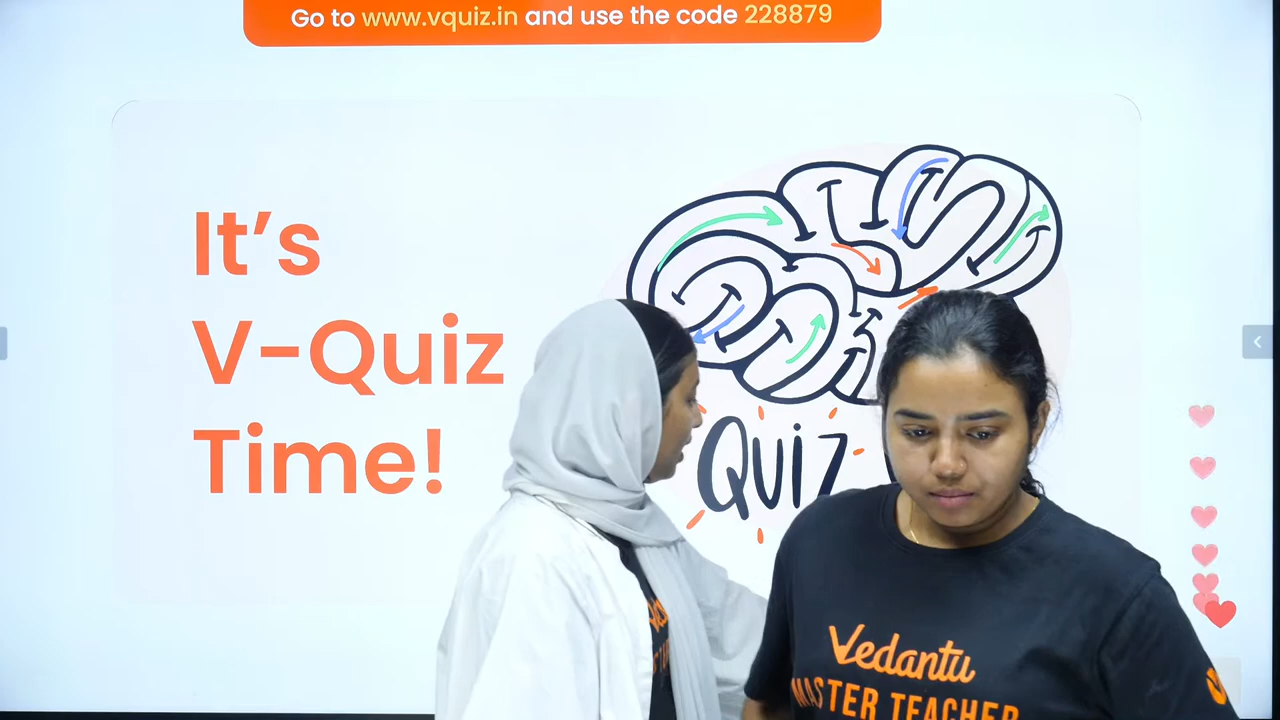 Go to www.vquiz.in and use the code 228879
It's
V-Quiz
Time!
QUIZ
Vedantu
MASTER TEACHER